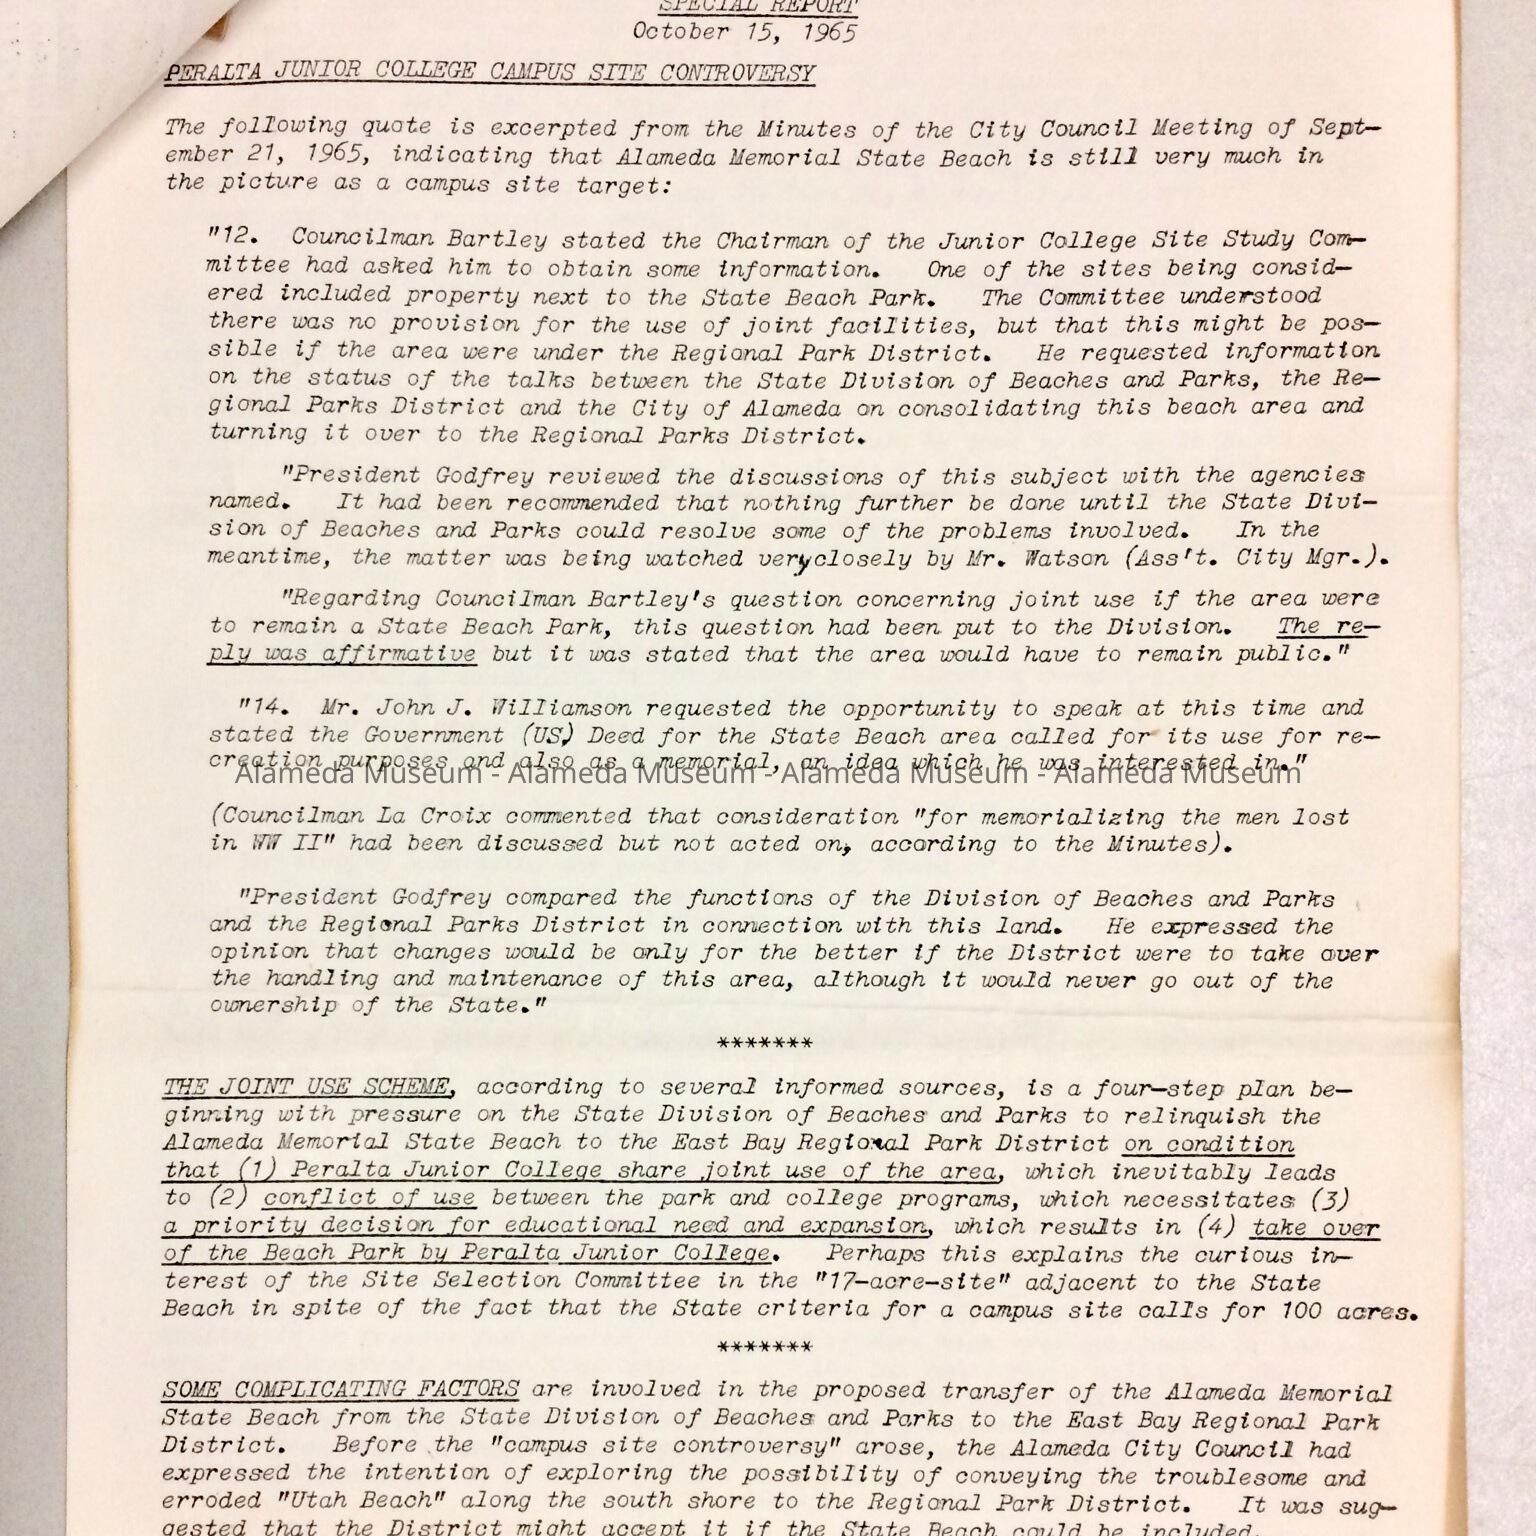 SPECIAL REPORT
October 15, 1965
PERALTA JUNIOR COLLEGE CAMPUS SITE CONTROVERSY
The following quote is excerpted from the Minutes of the City Council Meeting of Sept-
ember 21, 1965, indicating that Alameda Memorial State Beach is still very much in
the picture as a campus site target:
"12. Councilman Bartley stated the Chairman of the Junior College Site Study Com-
mittee had asked him to obtain some information. One of the sites being consid-
ered included property next to the State Beach Park. The Committee understood
there was no provision for the use of joint facilities, but that this might be pos-
sible if the area were under the Regional Park District. He requested information
on the status of the talks between the State Division of Beaches and Parks, the Re-
gional Parks District and the City of Alameda on consolidating this beach area and
turning it over to the Regional Parks District.
"President Godfrey reviewed the discussions of this subject with the agencies
named. It had been recommended that nothing further be done until the State Divi-
sion of Beaches and Parks could resolve some of the problems involved. In the
meantime, the matter was being watched very closely by Mr. Watson (Ass't. City Mgr.).
"Regarding Councilman Bartley's question concerning joint use if the area were
to remain a State Beach Park, this question had been put to the Division. The re-
ply was affirmative but it was stated that the area would have to remain public."
"14. Mr. John J. Williamson requested the opportunity to speak at this time and
stated the Government (US) Deed for the State Beach area called for its use for re-
creation purposes and also as a memorial, an idea which he was interested in."
Alameda Museum - Alameda Museum - Alameda Museum - Alameda Museum
(Councilman La Croix commented that consideration "for memorializing the men lost
in WW II" had been discussed but not acted on, according to the Minutes).
"President Godfrey compared the functions of the Division of Beaches and Parks
and the Regional Parks District in connection with this land. He expressed the
opinion that changes would be only for the better if the District were to take over
the handling and maintenance of this area, although it would never go out of the
ownership of the State."
*******
THE JOINT USE SCHEME, according to several informed sources, is a four-step plan be-
ginning with pressure on the State Division of Beaches and Parks to relinquish the
Alameda Memorial State Beach to the East Bay Regional Park District on condition
that (1) Peralta Junior College share joint use of the area, which inevitably leads
to (2) conflict of use between the park and college programs, which necessitates (3)
a priority decision for educational need and expansion, which results in (4) take over
of the Beach Park by Peralta Junior College. Perhaps this explains the curious in-
terest of the Site Selection Committee in the "17-acre-site" adjacent to the State
Beach in spite of the fact that the State criteria for a campus site calls for 100 acres.
*******
SOME COMPLICATING FACTORS are involved in the proposed transfer of the Alameda Memorial
State Beach from the State Division of Beaches and Parks to the East Bay Regional Park
District. Before the "campus site controversy" arose, the Alameda City Council had
expressed the intention of exploring the possibility of conveying the troublesome and
erroded "Utah Beach" along the south shore to the Regional Park District. It was sug-
gested that the District might accept it if the State Beach could be included.